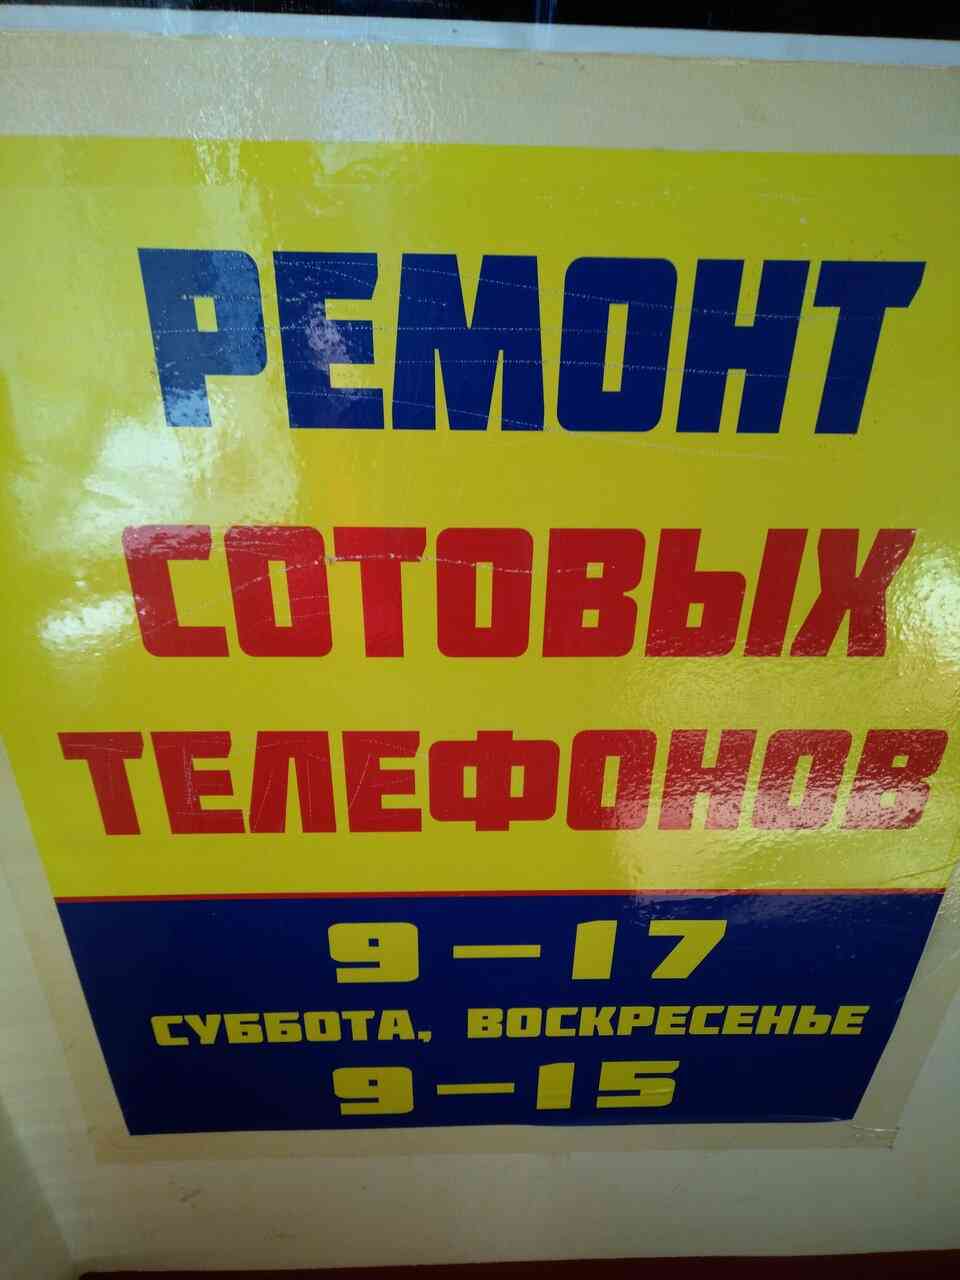 РЕМОНТ
СОТОВЫХ
ТЕЛЕФОНОВ
9-17
СУББОТА, ВОСКРЕСЕНЬЕ
9-15